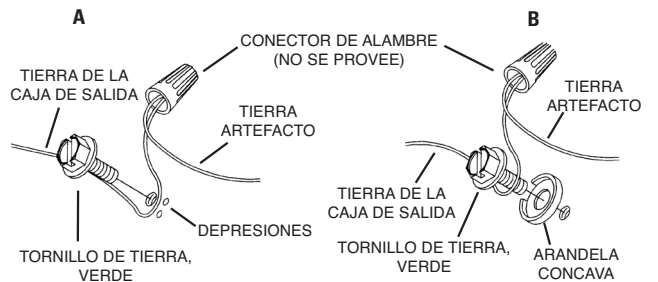 A
B
CONECTOR DE ALAMBRE
(NO SE PROVEE)
TIERRA DE LA
CAJA DE SALIDA
TIERRA
ARTEFACTO
DEPRESIONES
TORNILLO DE TIERRA,
VERDE
TIERRA
ARTEFACTO
TIERRA DE LA
CAJA DE SALIDA
TORNILLO DE TIERRA,
VERDE
ARANDELA
CONCAVA